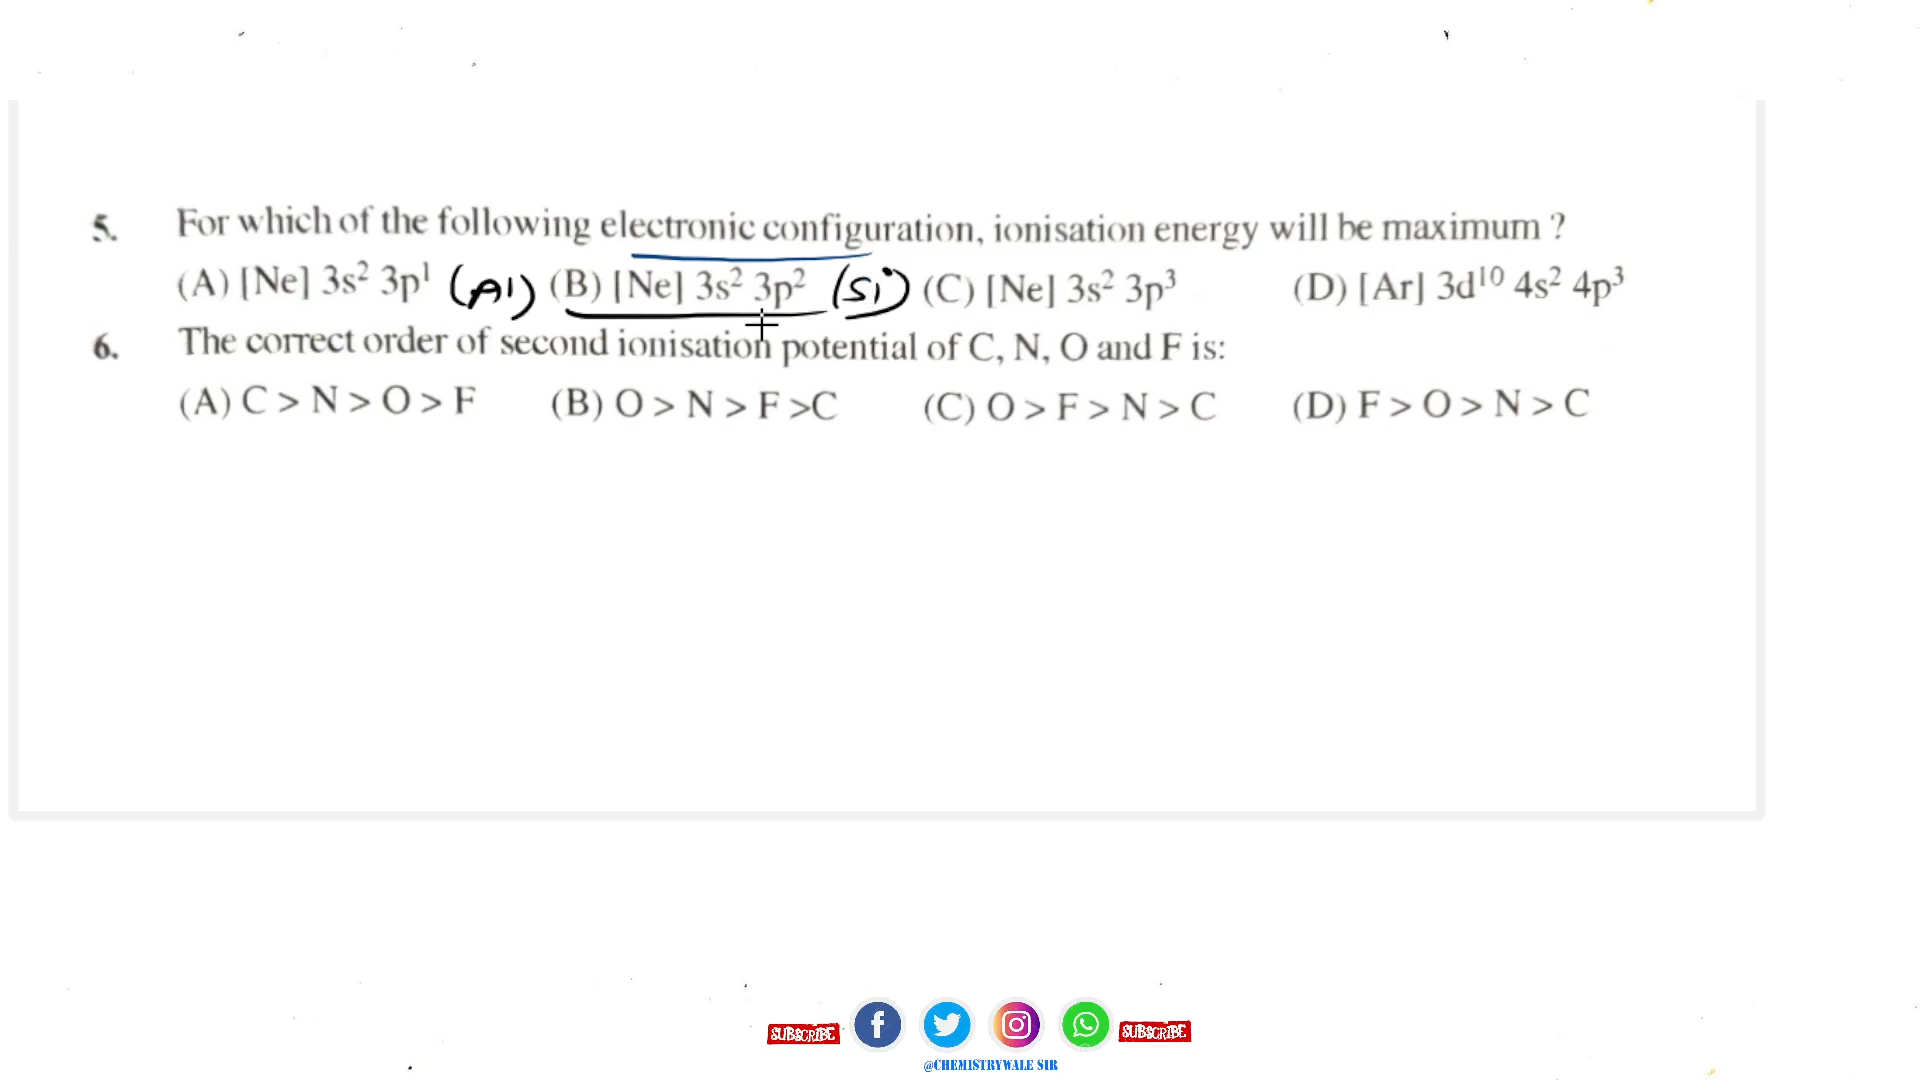 5. For which of the following electronic configuration, ionisation energy will be maximum ?
(A) [Ne] 3s² 3p¹ (Al) (B) [Ne] 3s² 3p² (Si) (C) [Ne] 3s² 3p³ (D) [Ar] 3d¹⁰ 4s² 4p³
6. The correct order of second ionisation potential of C, N, O and F is:
(A) C > N > O > F (B) O > N > F >C (C) O > F > N > C (D) F > O > N > C
SUBSCRIBE SUBSCRIBE
@CHEMISTRYWALE SIR